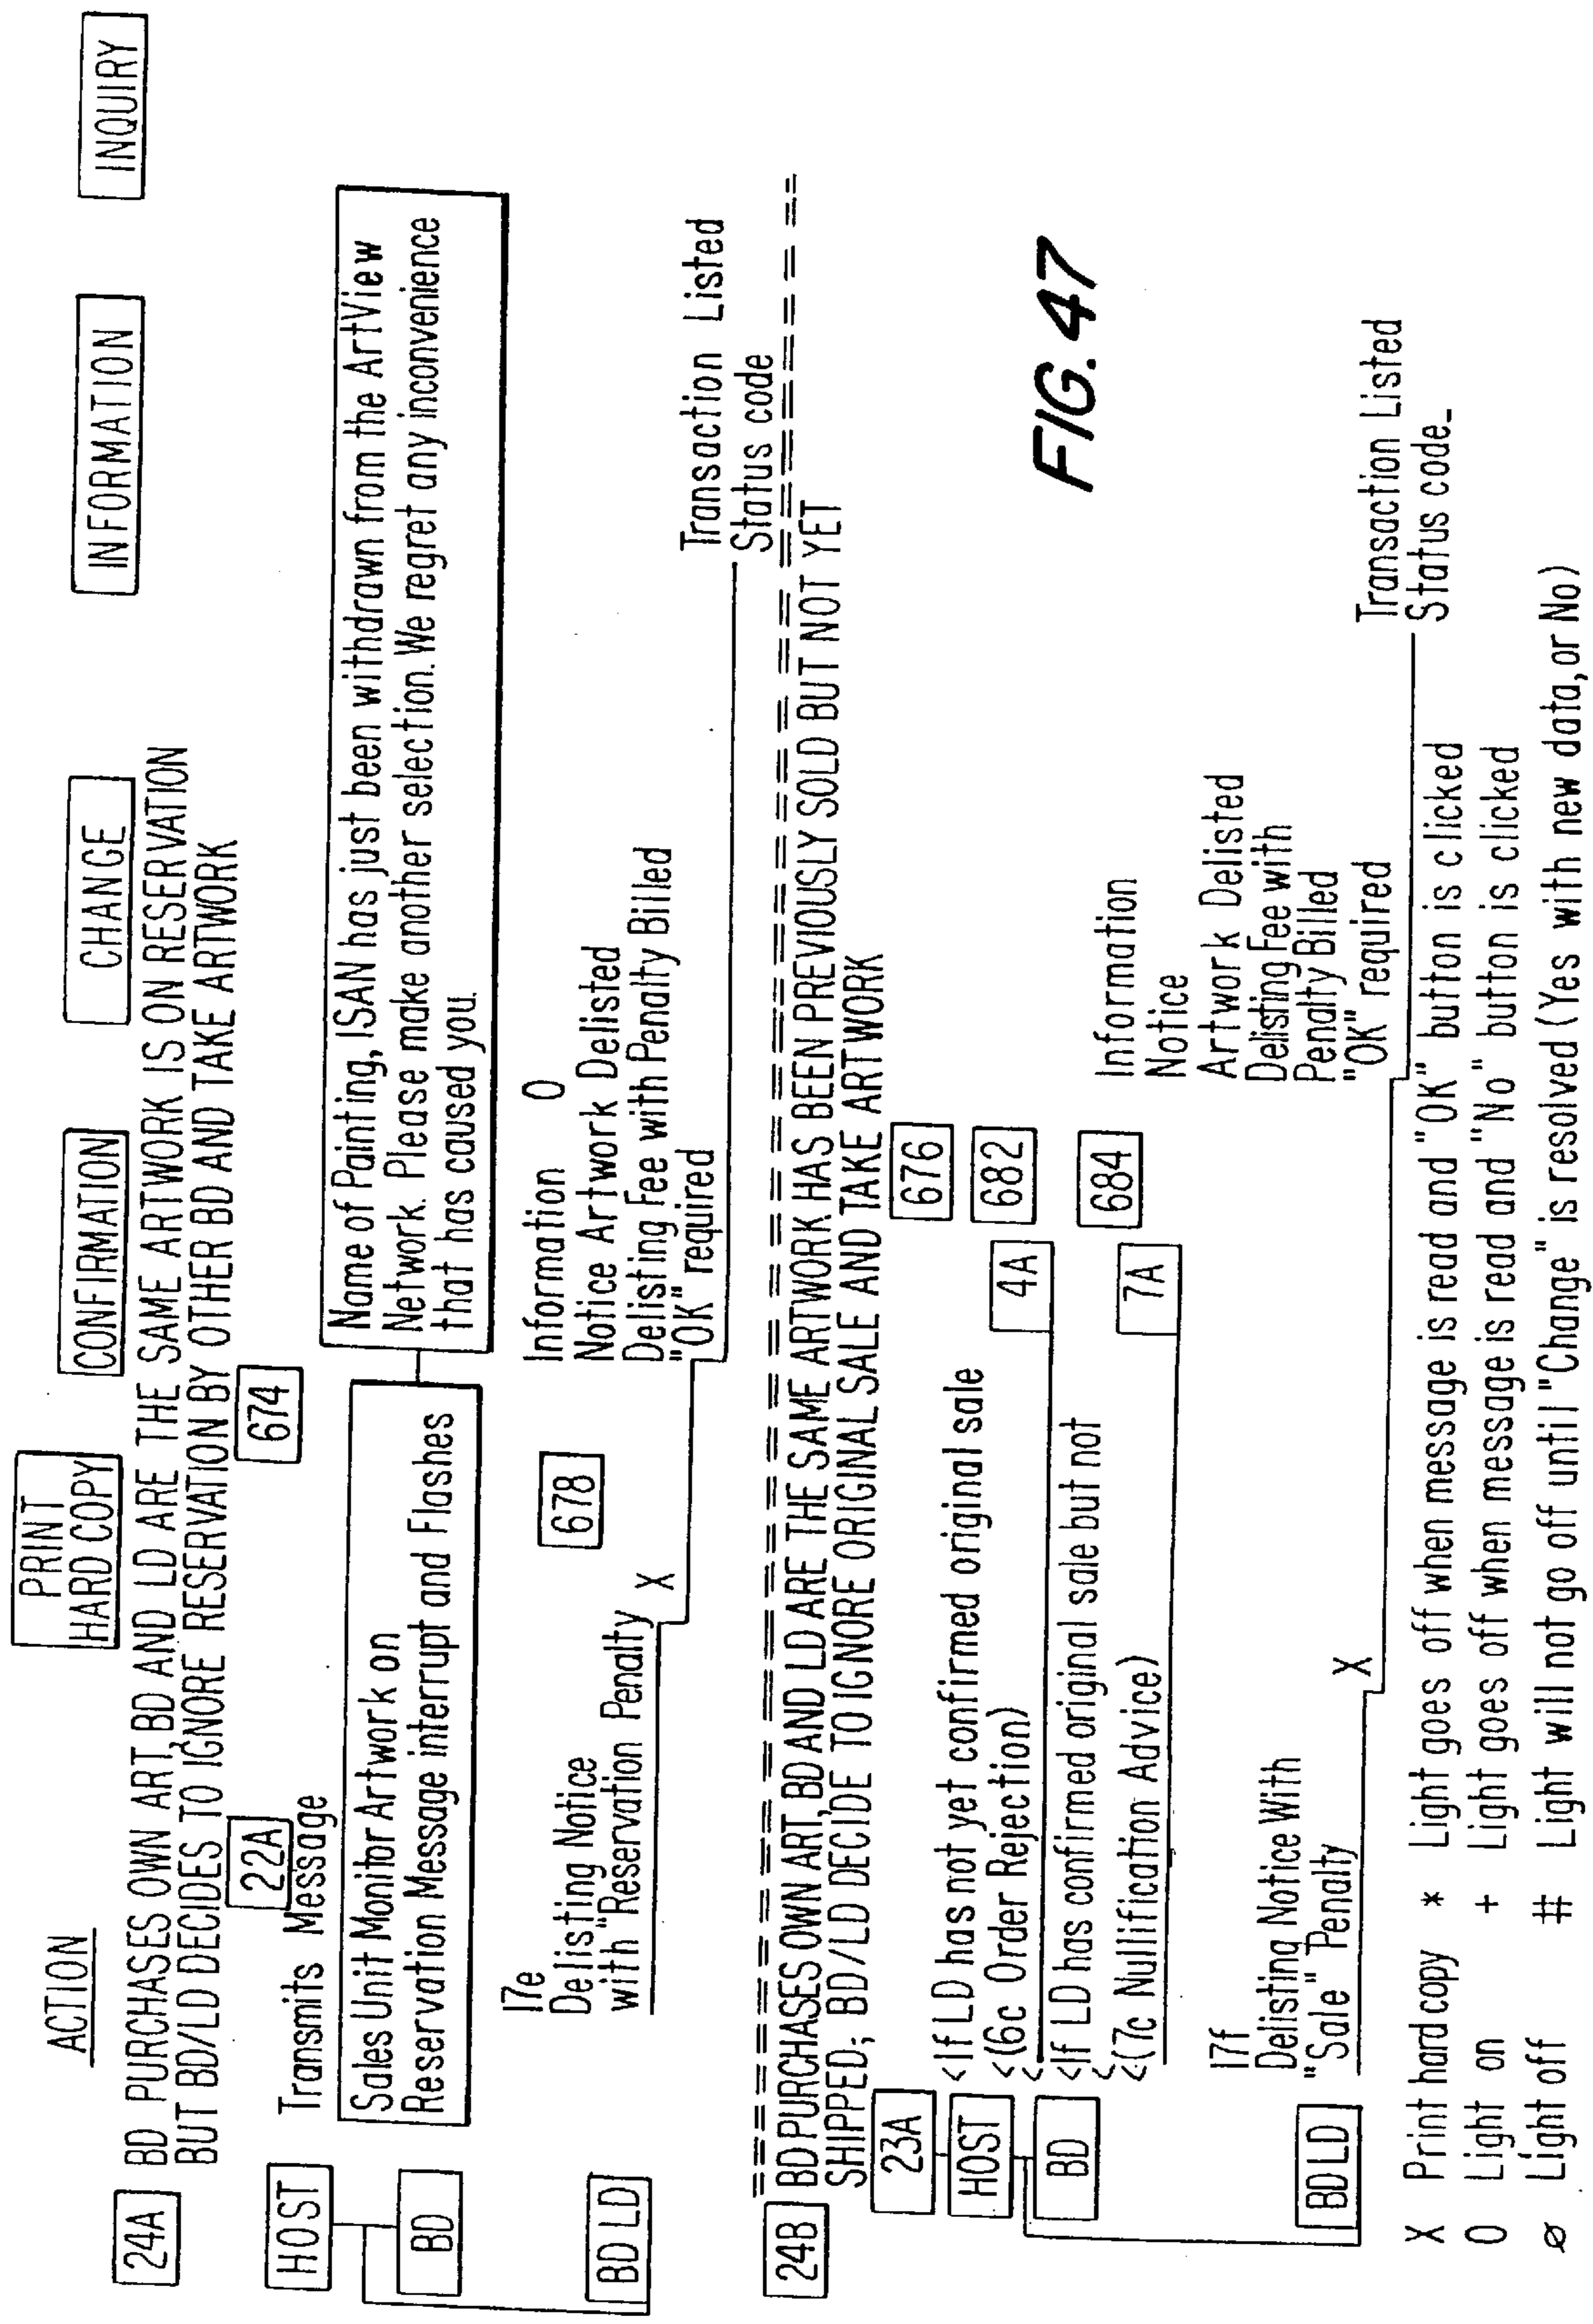 ACTION
PRINT
HARD COPY
CONFIRMATION
CHANGE
INFORMATION
INQUIRY
24A
BD PURCHASES OWN ART, BD AND LD ARE THE SAME ARTWORK IS ON RESERVATION
BUT BD/LD DECIDES TO IGNORE RESERVATION BY OTHER BD AND TAKE ARTWORK
22A
674
HOST
Transmits Message
BD
Sales Unit Monitor Artwork on
Reservation Message interrupt and Flashes
Name of Painting, ISAN has just been withdrawn from the ArtView
Network. Please make another selection. We regret any inconvenience
that has caused you.
BD LD
17e
Delisting Notice
with "Reservation Penalty
X
678
Information O
Notice Artwork Delisted
Delisting Fee with Penalty Billed
"OK" required
Transaction Listed
Status code
24B
BD PURCHASES OWN ART, BD AND LD ARE THE SAME ARTWORK HAS BEEN PREVIOUSLY SOLD BUT NOT YET
SHIPPED; BD/LD DECIDE TO IGNORE ORIGINAL SALE AND TAKE ARTWORK
23A
676
HOST
<If LD has not yet confirmed original sale
<(6c Order Rejection)
<
4A
682
BD
<If LD has confirmed original sale but not
<
<(7c Nullification Advice)
7A
684
BD LD
17f
Delisting Notice With
"Sale" Penalty
X
Information
Notice
Artwork Delisted
Delisting Fee with
Penalty Billed
"OK" required
Transaction Listed
Status code_
FIG. 47
X Print hard copy * Light goes off when message is read and "OK" button is clicked
O Light on + Light goes off when message is read and "No" button is clicked
ø Light off # Light will not go off until "Change" is resolved (Yes with new data, or No)